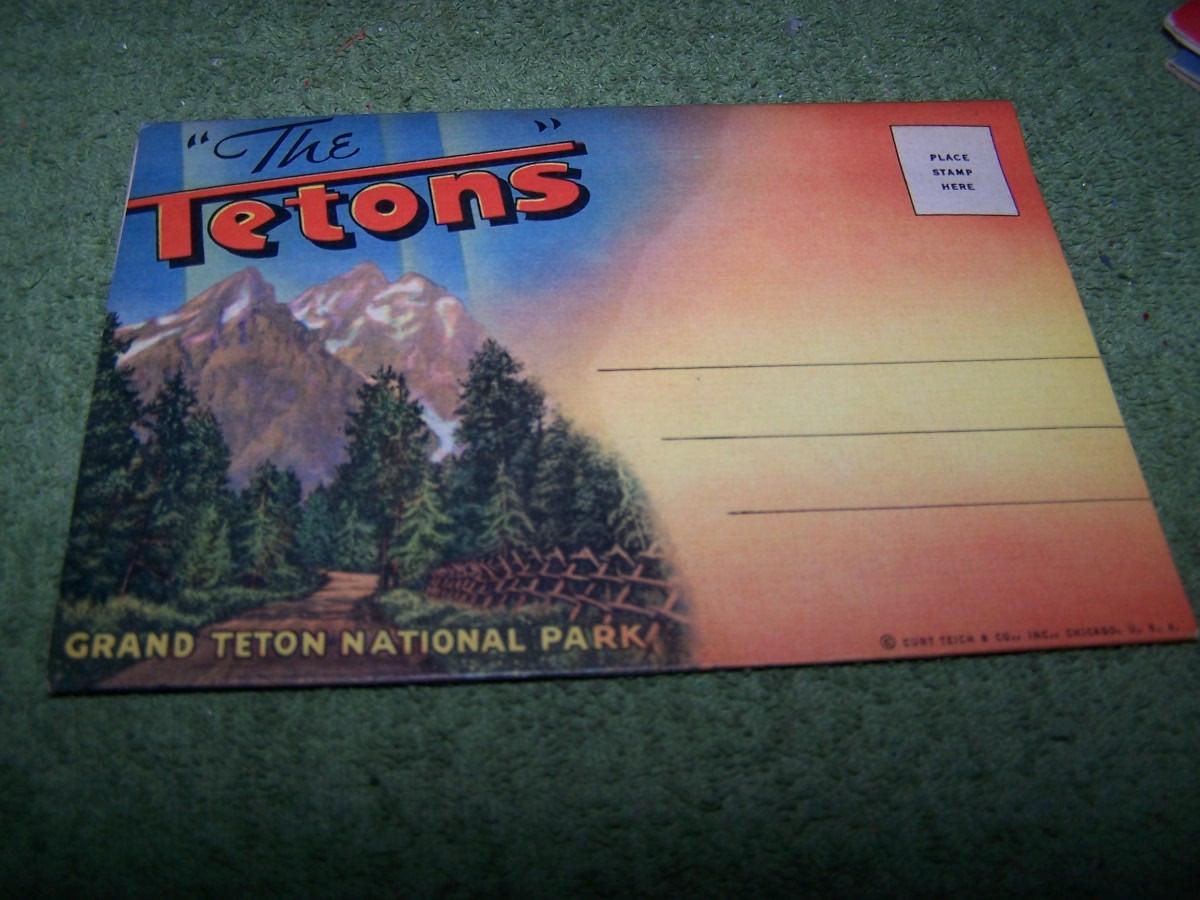 "The"
Tetons
PLACE
STAMP
HERE
GRAND TETON NATIONAL PARK
© CURT TEICH & CO., INC., CHICAGO, U. S. A.